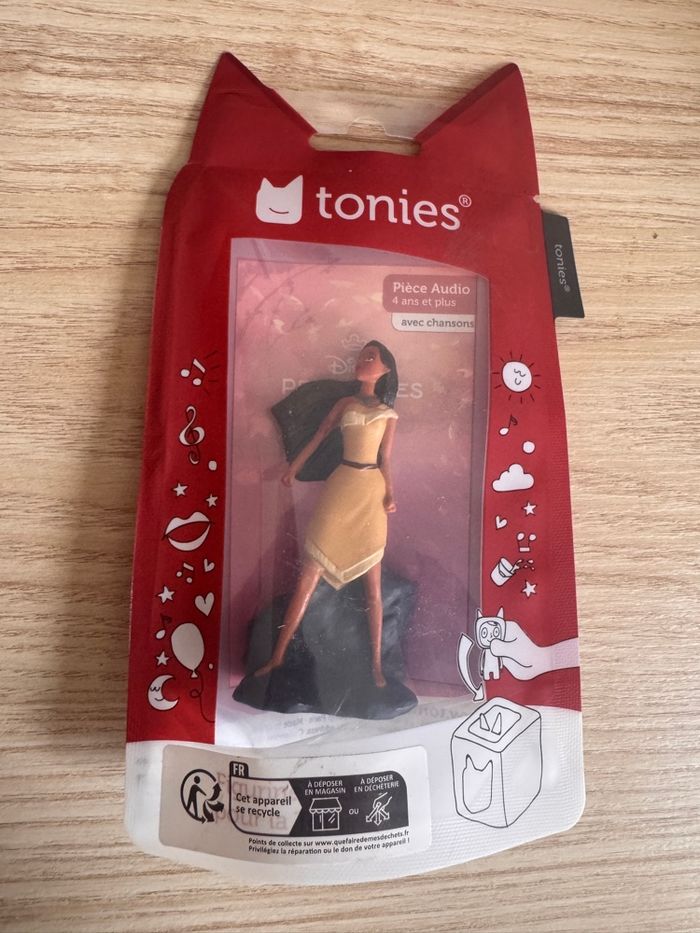 tonies®
tonies®
Pièce Audio
4 ans et plus
avec chansons
Disney
FR
Cet appareil
se recycle
À DÉPOSER
EN MAGASIN
OU
À DÉPOSER
EN DÉCHÈTERIE
Points de collecte sur www.quefairedemesdechets.fr
Privilégiez la réparation ou le don de votre appareil !